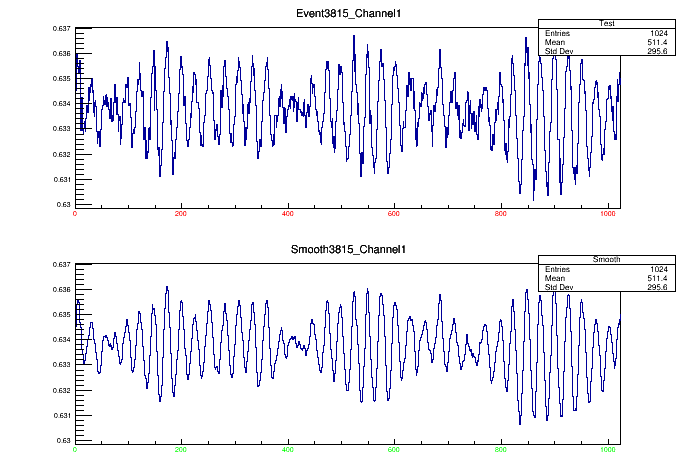 Event3815_Channel1
Test
Entries 1024
Mean 511.4
Std Dev 295.6
0.637
0.636
0.635
0.634
0.633
0.632
0.631
0.63
0 200 400 600 800 1000
Smooth3815_Channel1
Smooth
Entries 1024
Mean 511.4
Std Dev 295.6
0.637
0.636
0.635
0.634
0.633
0.632
0.631
0.63
0 200 400 600 800 1000